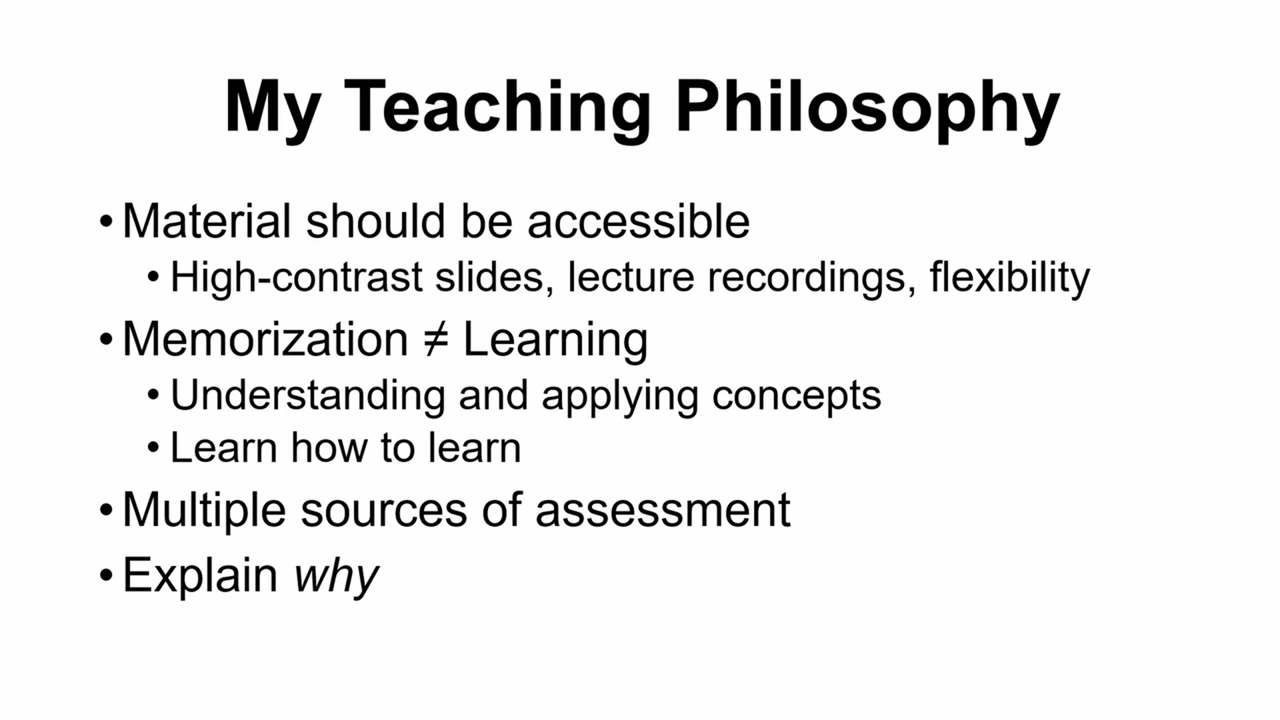 My Teaching Philosophy
• Material should be accessible
• High-contrast slides, lecture recordings, flexibility
• Memorization ≠ Learning
• Understanding and applying concepts
• Learn how to learn
• Multiple sources of assessment
• Explain why